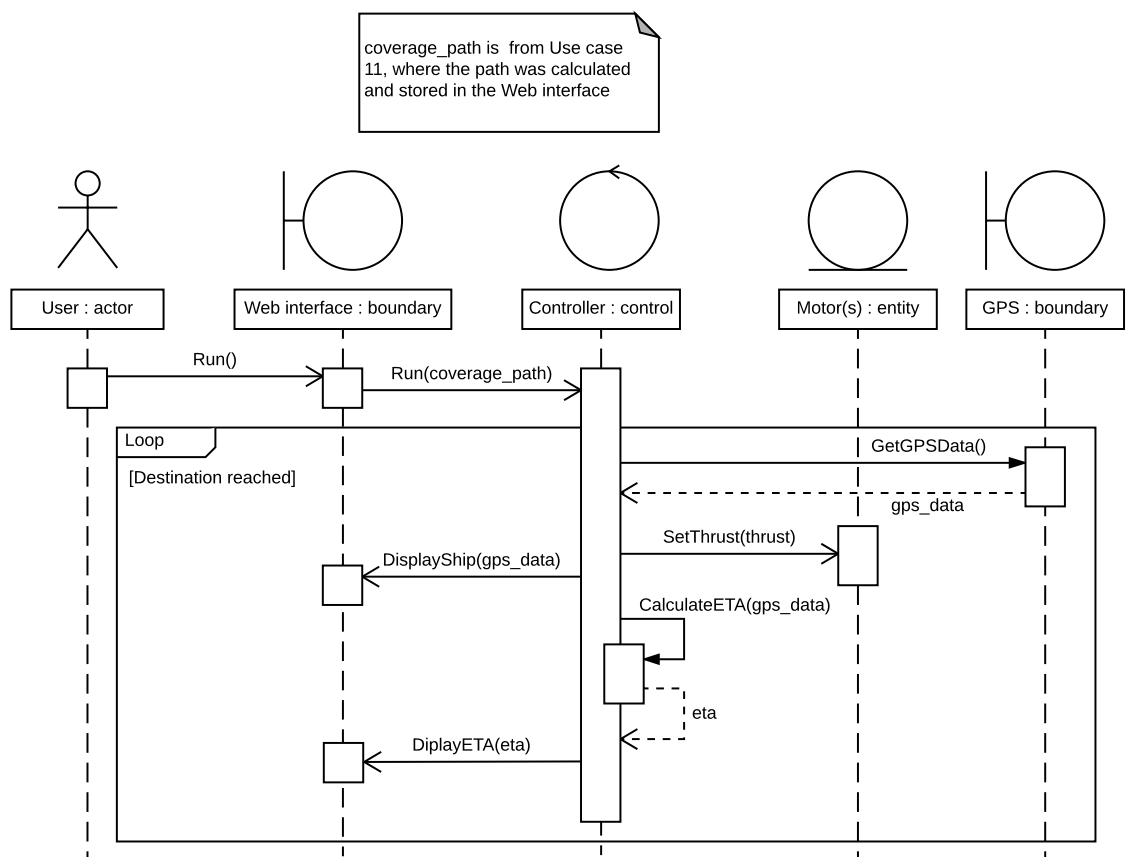 coverage_path is  from Use case
11, where the path was calculated
and stored in the Web interface
User : actor
Web interface : boundary
Controller : control
Motor(s) : entity
GPS : boundary
Run()
Run(coverage_path)
Loop
[Destination reached]
GetGPSData()
gps_data
SetThrust(thrust)
DisplayShip(gps_data)
CalculateETA(gps_data)
eta
DiplayETA(eta)